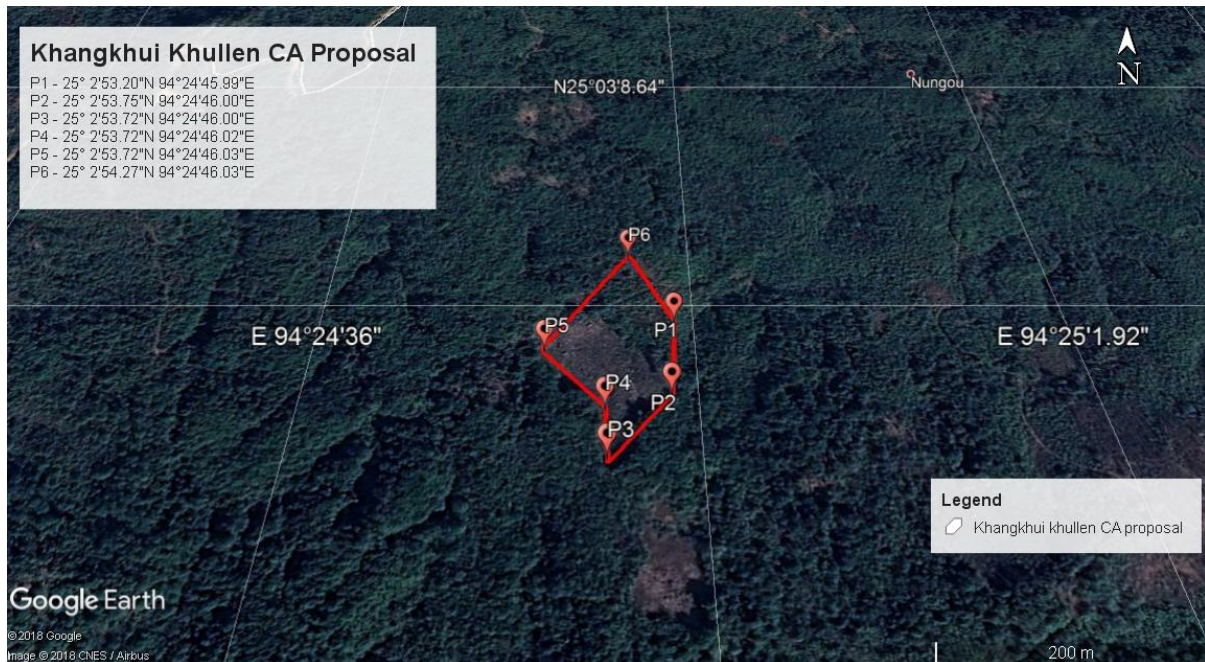 Khangkhui Khullen CA Proposal
P1 - 25° 2'53.20"N 94°24'45.99"E
P2 - 25° 2'53.75"N 94°24'46.00"E
P3 - 25° 2'53.72"N 94°24'46.00"E
P4 - 25° 2'53.72"N 94°24'46.02"E
P5 - 25° 2'53.72"N 94°24'46.03"E
P6 - 25° 2'54.27"N 94°24'46.03"E
N
N25°03'8.64"
Nungou
P6
E 94°24'36"
P5
P1
E 94°25'1.92"
P4
P2
P3
Legend
Khangkhui khullen CA proposal
Google Earth
©2018 Google
Image © 2018 CNES / Airbus
200 m